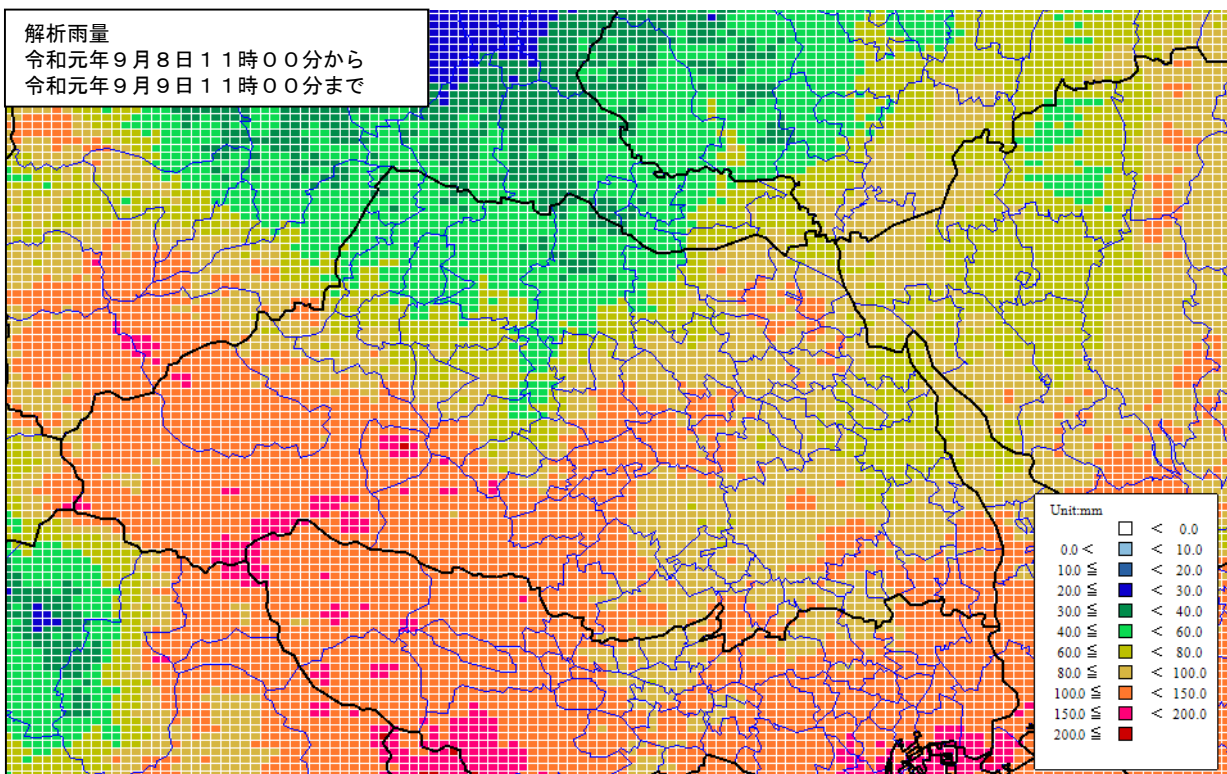 解析雨量
令和元年９月８日１１時００分から
令和元年９月９日１１時００分まで
Unit:mm
< 0.0
0.0 < < 10.0
10.0 ≦ < 20.0
20.0 ≦ < 30.0
30.0 ≦ < 40.0
40.0 ≦ < 60.0
60.0 ≦ < 80.0
80.0 ≦ < 100.0
100.0 ≦ < 150.0
150.0 ≦ < 200.0
200.0 ≦